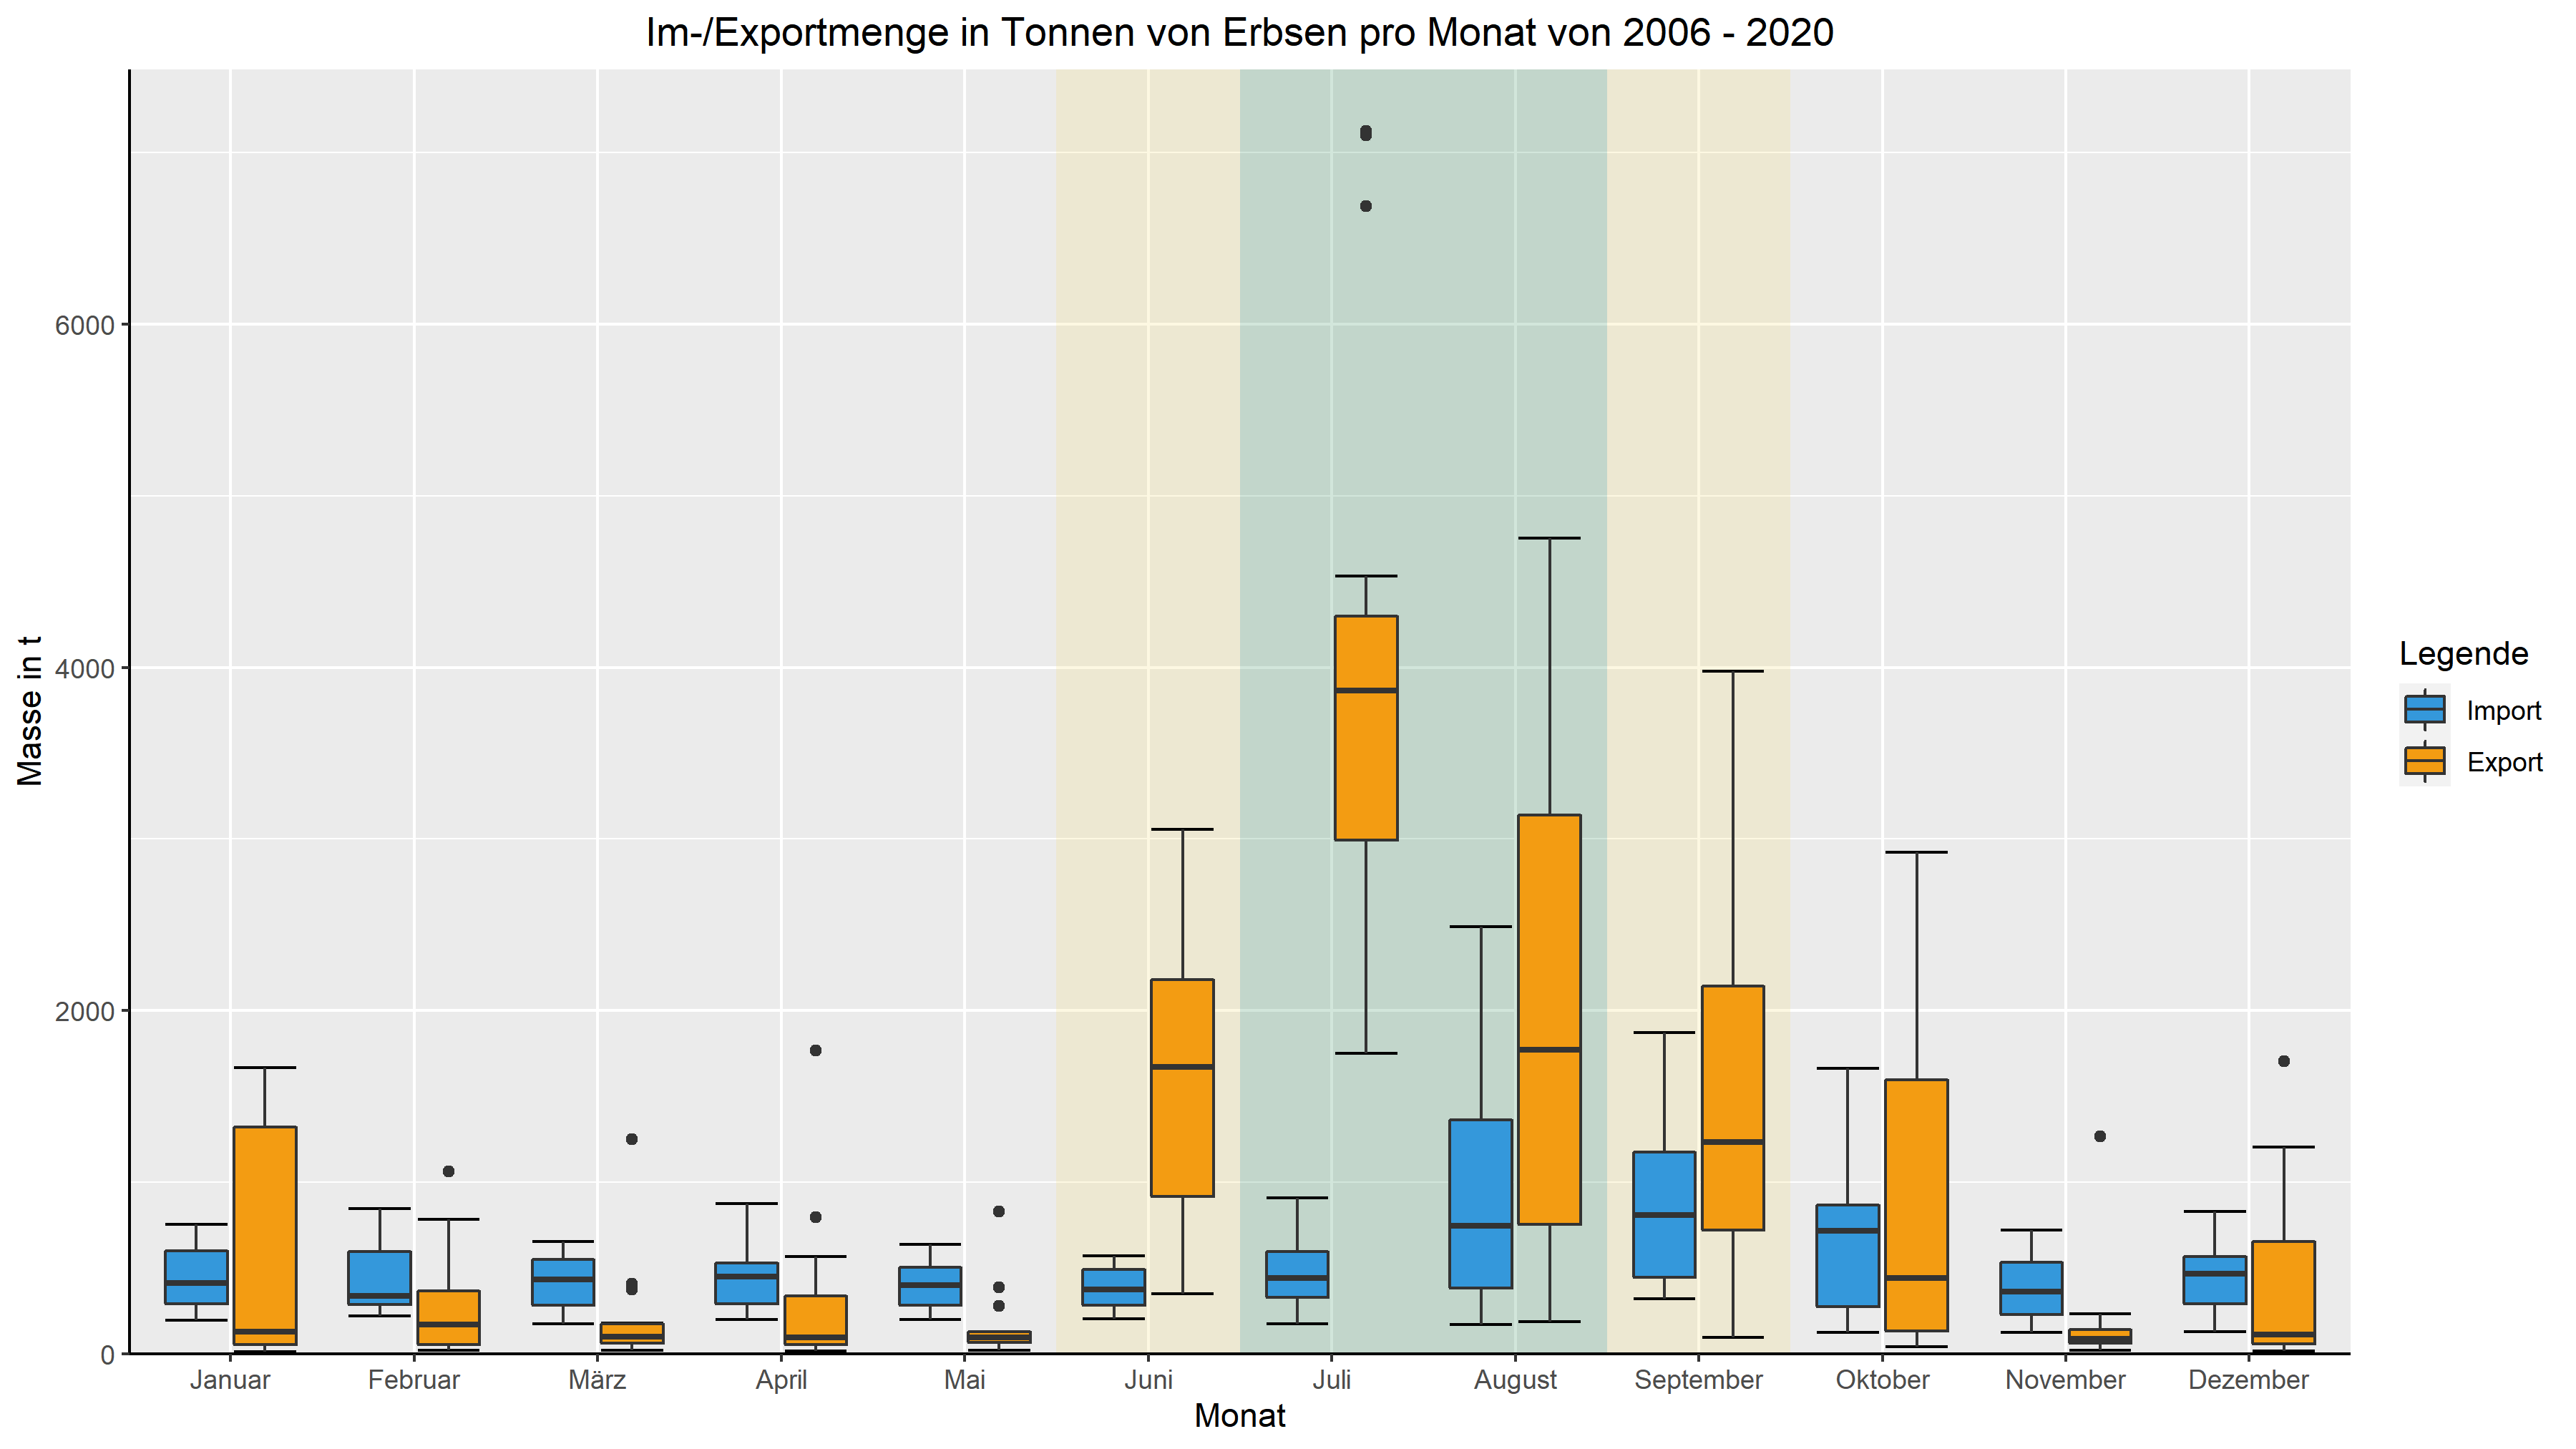 Im-/Exportmenge in Tonnen von Erbsen pro Monat von 2006 - 2020
Masse in t
6000
4000
2000
0
Januar Februar März April Mai Juni Juli August September Oktober November Dezember
Monat
Legende
Import
Export